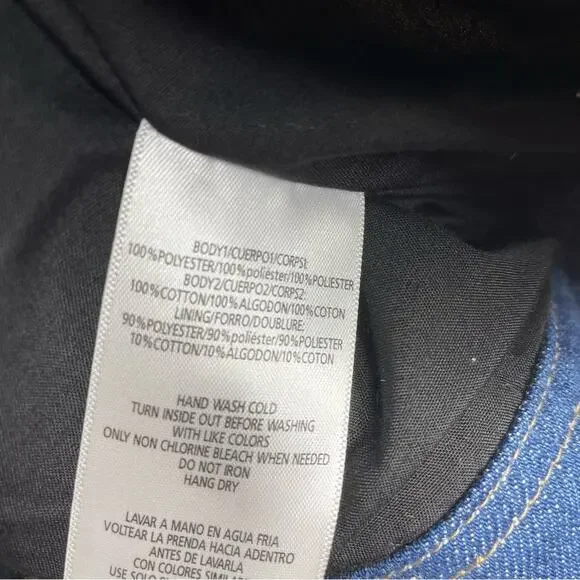 BODY1/CUERPO1/CORPS1:
100%POLYESTER/100%poliéster/100%POLIESTER
BODY2/CUERPO2/CORPS2:
100%COTTON/100%ALGODON/100%COTON
LINING/FORRO/DOUBLURE:
90%POLYESTER/90%poliéster/90%POLIESTER
10%COTTON/10%ALGODON/10%COTON
HAND WASH COLD
TURN INSIDE OUT BEFORE WASHING
WITH LIKE COLORS
ONLY NON CHLORINE BLEACH WHEN NEEDED
DO NOT IRON
HANG DRY
LAVAR A MANO EN AGUA FRIA
VOLTEAR LA PRENDA HACIA ADENTRO
ANTES DE LAVARLA
CON COLORES
USE SOLO